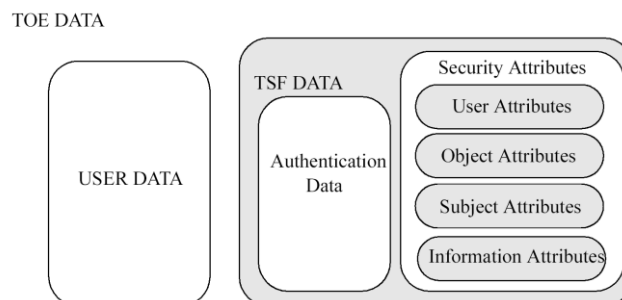 TOE DATA
TSF DATA
USER DATA
Authentication
Data
Security Attributes
User Attributes
Object Attributes
Subject Attributes
Information Attributes